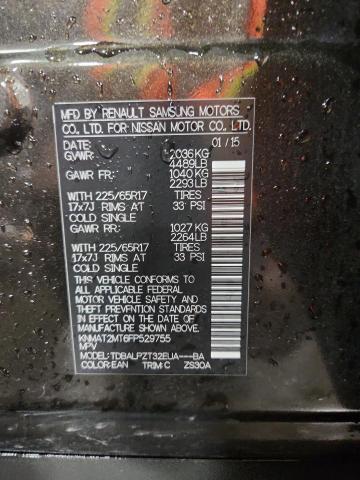 MFD BY RENAULT SAMSUNG MOTORS
CO., LTD. FOR NISSAN MOTOR CO., LTD.
DATE: 01/15
GVWR: 2036KG
4489LB
GAWR FR: 1040KG
2293LB
WITH 225/65R17 TIRES
17x7J RIMS AT 33 PSI
COLD SINGLE
GAWR RR: 1027KG
2264LB
WITH 225/65R17 TIRES
17x7J RIMS AT 33 PSI
COLD SINGLE
THIS VEHICLE CONFORMS TO
ALL APPLICABLE FEDERAL
MOTOR VEHICLE SAFETY AND
THEFT PREVENTION STANDARDS
IN EFFECT ON THE DATE OF
MANUFACTURE SHOWN ABOVE.
KNMAT2MT6FP529755
MPV
MODEL:TDBALPZT32EUA---BA
COLOR:EAN TRIM:C ZS30A